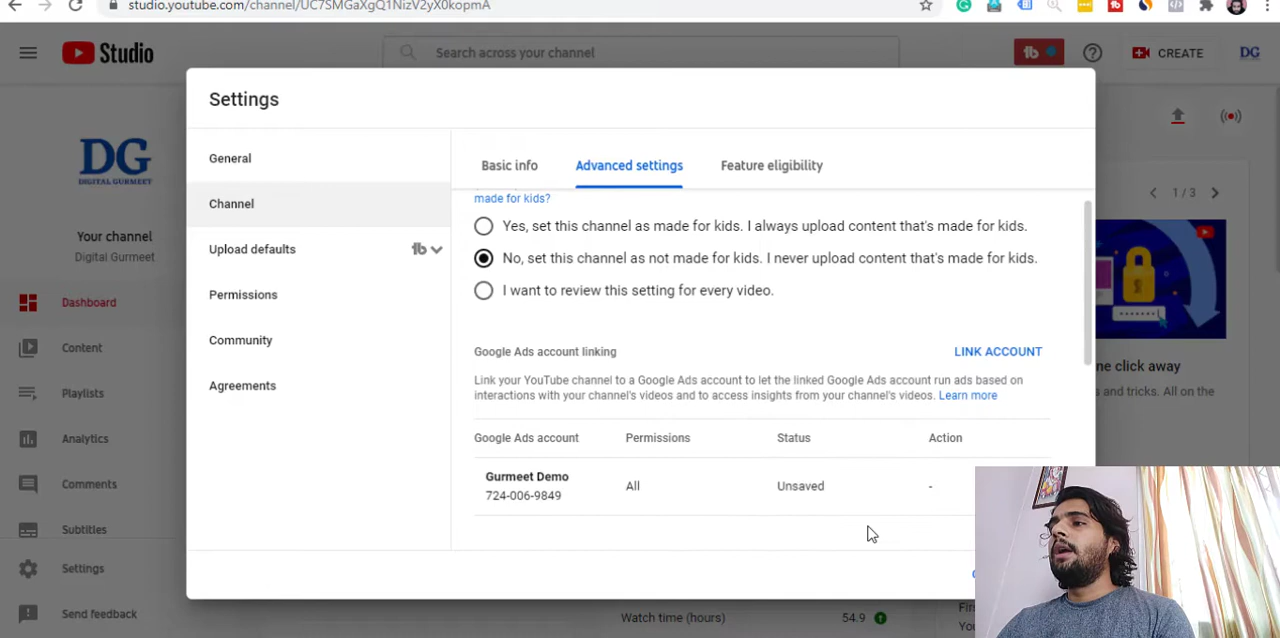 studio.youtube.com/channel/UC7SMGaXgQ1NizV2yX0kopmA
Studio
Search across your channel
tb
CREATE
DG
DG
DIGITAL GURMEET
Your channel
Digital Gurmeet
Dashboard
Content
Playlists
Analytics
Comments
Subtitles
Settings
Send feedback
Settings
General
Channel
Upload defaults
tb
Permissions
Community
Agreements
Basic info
Advanced settings
Feature eligibility
made for kids?
Yes, set this channel as made for kids. I always upload content that's made for kids.
No, set this channel as not made for kids. I never upload content that's made for kids.
I want to review this setting for every video.
Google Ads account linking
LINK ACCOUNT
Link your YouTube channel to a Google Ads account to let the linked Google Ads account run ads based on
interactions with your channel's videos and to access insights from your channel's videos. Learn more
Google Ads account
Permissions
Status
Action
Gurmeet Demo
724-006-9849
All
Unsaved
-
1 / 3
one click away
and tricks. All on the
Watch time (hours)
54.9